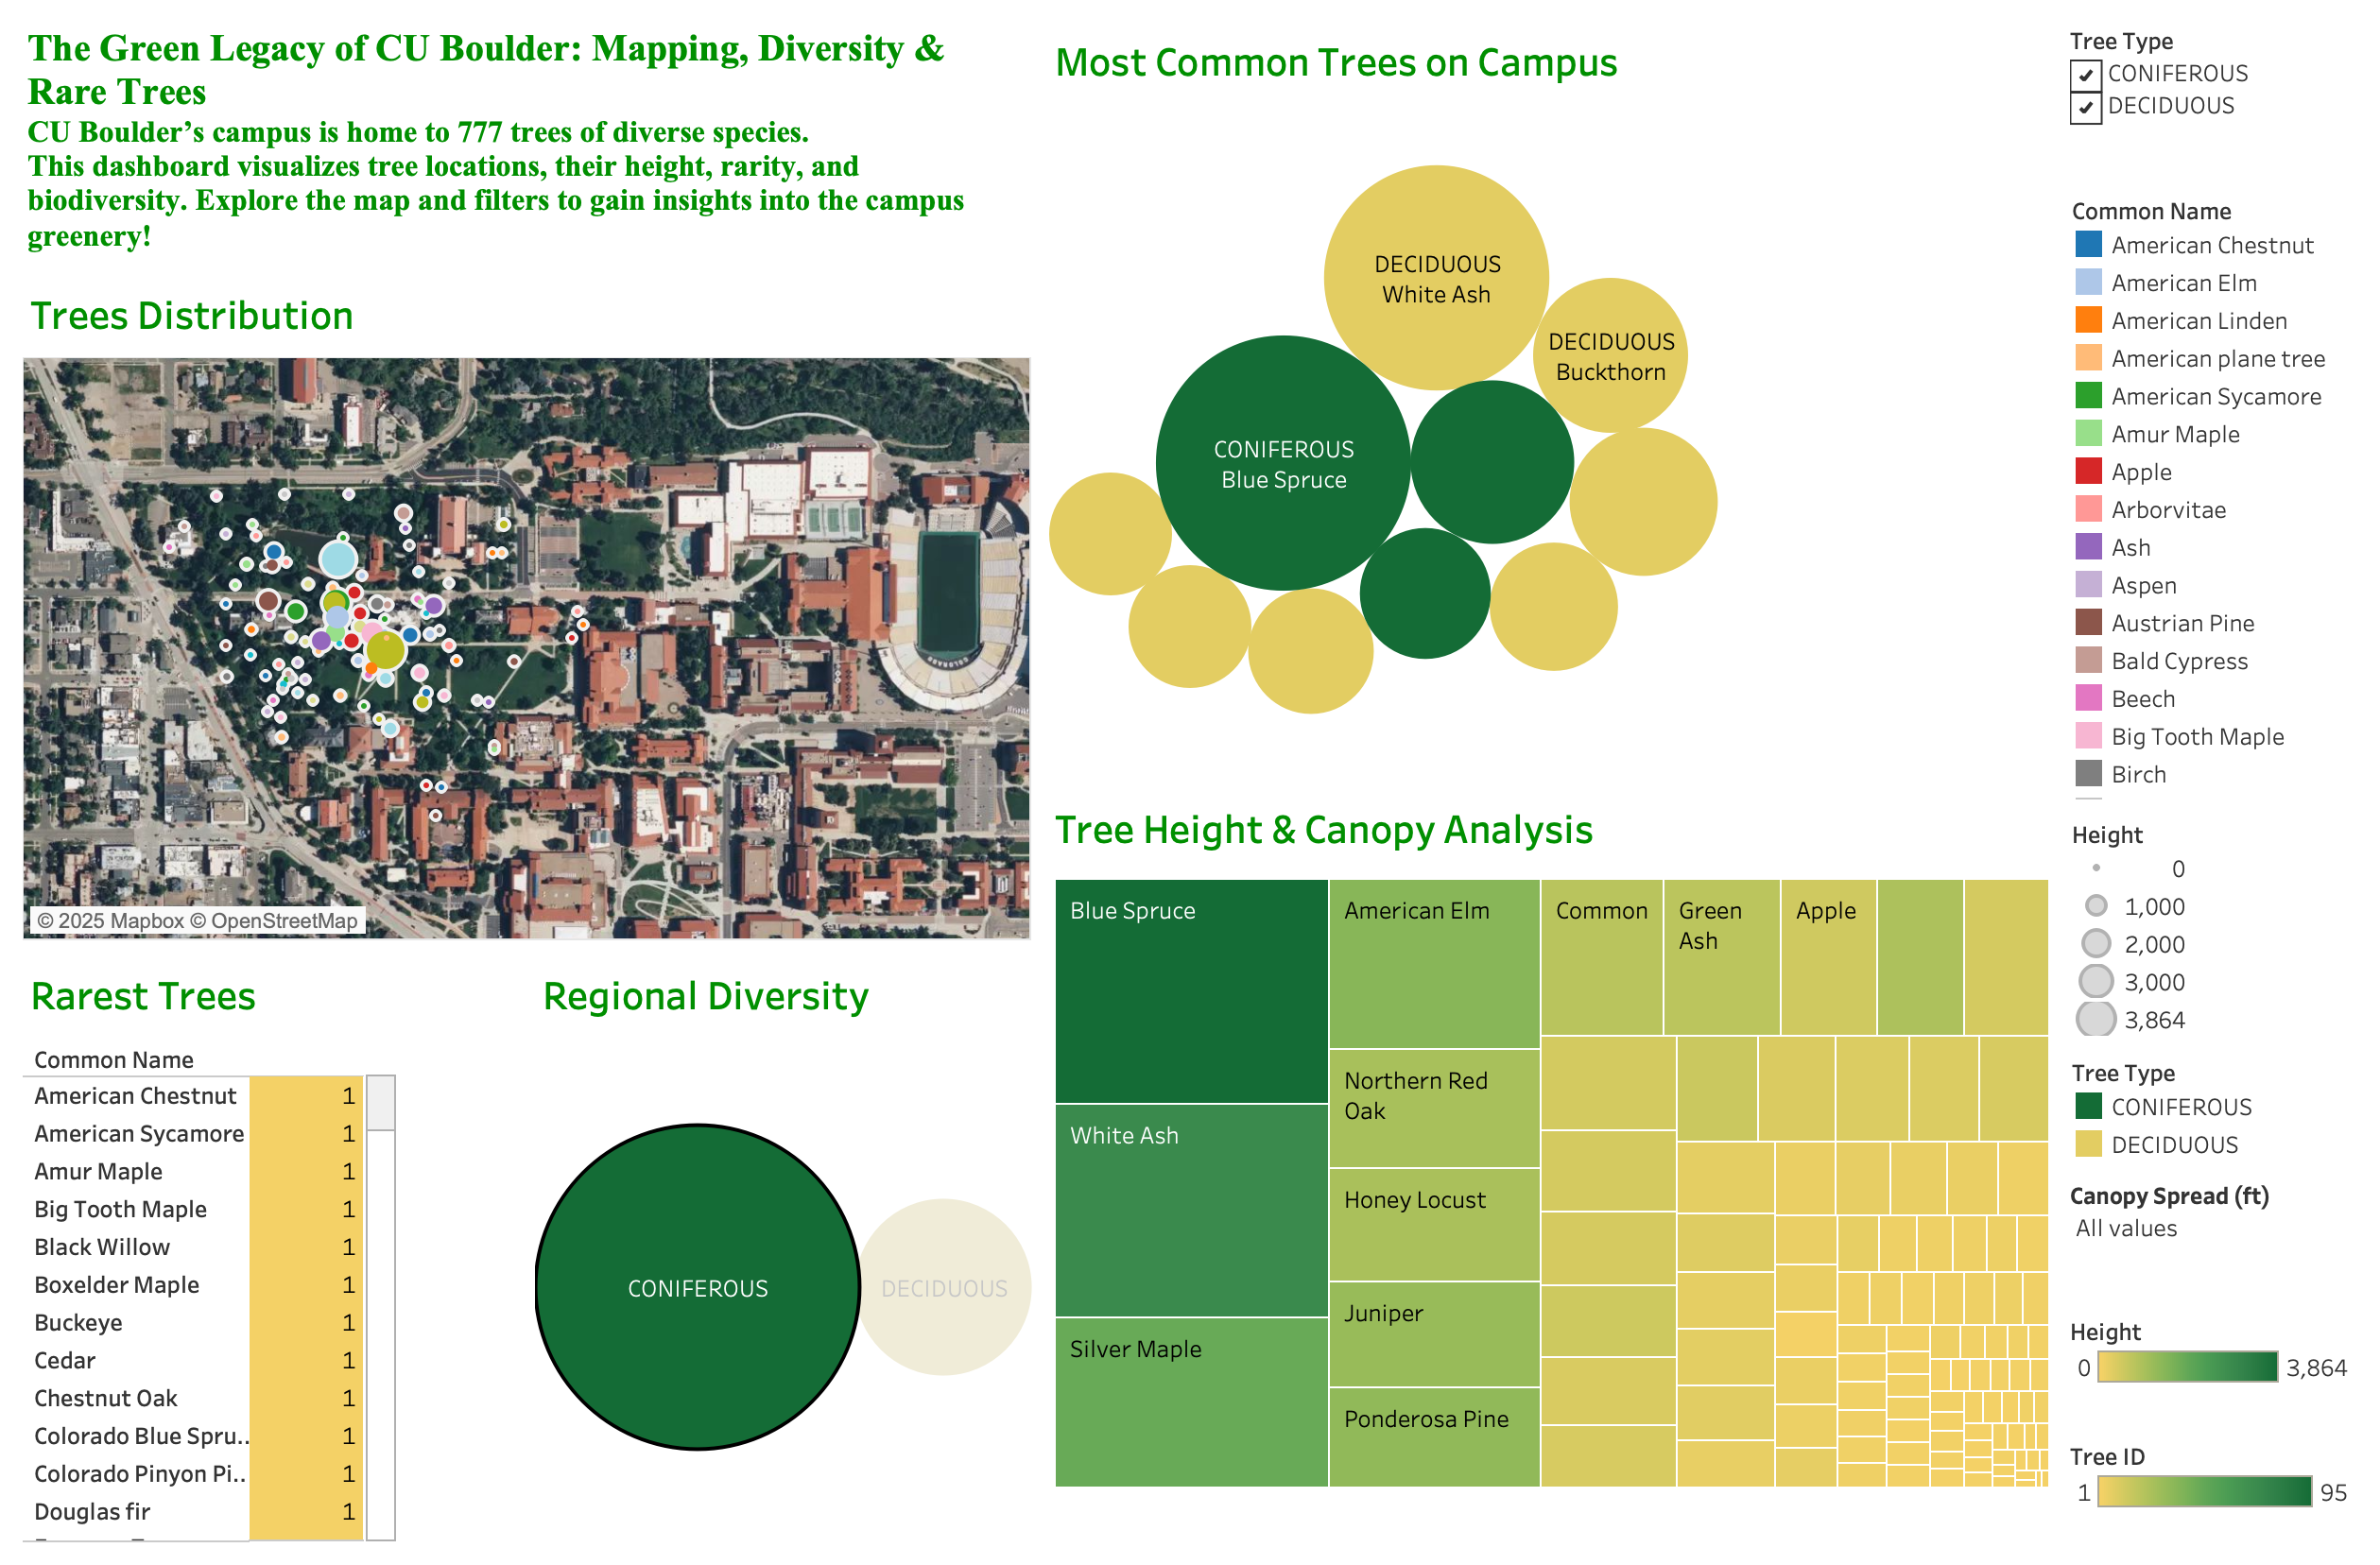 The Green Legacy of CU Boulder: Mapping, Diversity &
Rare Trees
CU Boulder’s campus is home to 777 trees of diverse species.
This dashboard visualizes tree locations, their height, rarity, and
biodiversity. Explore the map and filters to gain insights into the campus
greenery!
Trees Distribution
© 2025 Mapbox © OpenStreetMap
Rarest Trees
Common Name
American Chestnut 1
American Sycamore 1
Amur Maple 1
Big Tooth Maple 1
Black Willow 1
Boxelder Maple 1
Buckeye 1
Cedar 1
Chestnut Oak 1
Colorado Blue Spru.. 1
Colorado Pinyon Pi.. 1
Douglas fir 1
Regional Diversity
CONIFEROUS
DECIDUOUS
Most Common Trees on Campus
DECIDUOUS
White Ash
DECIDUOUS
Buckthorn
CONIFEROUS
Blue Spruce
Tree Height & Canopy Analysis
Blue Spruce
White Ash
Silver Maple
American Elm
Northern Red
Oak
Honey Locust
Juniper
Ponderosa Pine
Common
Green
Ash
Apple
Tree Type
CONIFEROUS
DECIDUOUS
Common Name
American Chestnut
American Elm
American Linden
American plane tree
American Sycamore
Amur Maple
Apple
Arborvitae
Ash
Aspen
Austrian Pine
Bald Cypress
Beech
Big Tooth Maple
Birch
Height
0
1,000
2,000
3,000
3,864
Tree Type
CONIFEROUS
DECIDUOUS
Canopy Spread (ft)
All values
Height
0 3,864
Tree ID
1 95